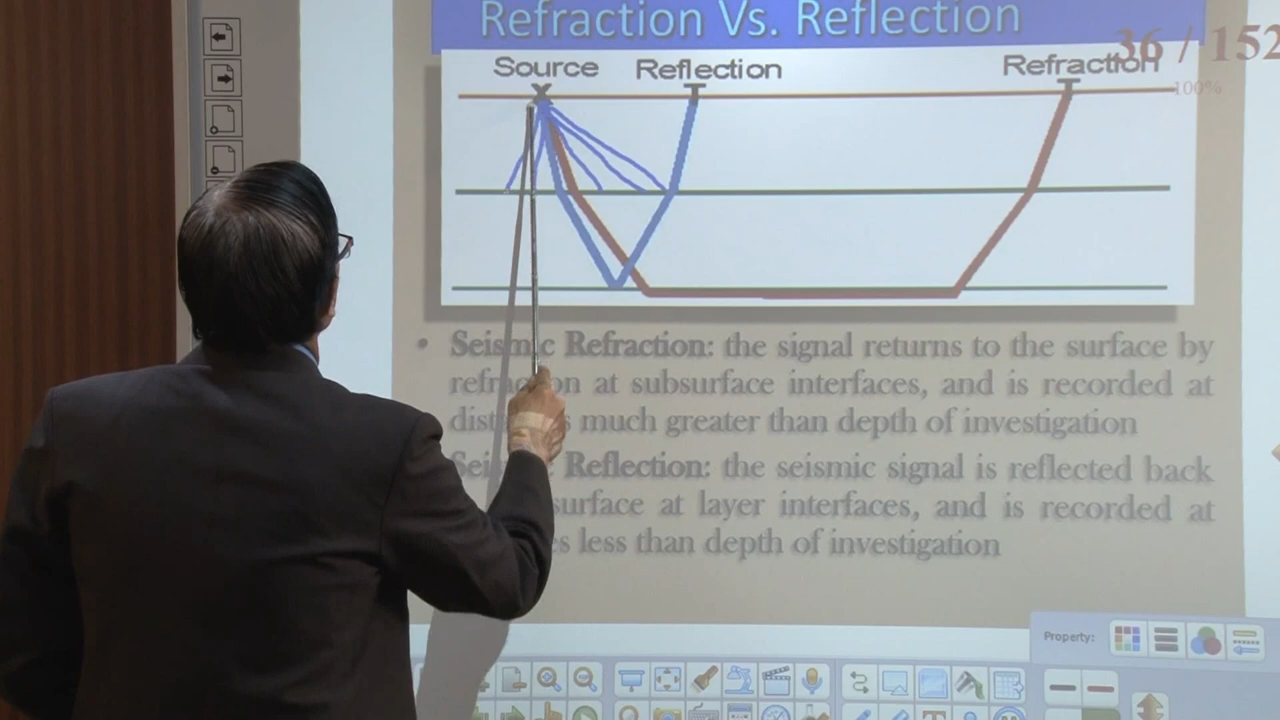 Refraction Vs. Reflection
36 / 152
Source Reflection Refraction
100%
• Seismic Refraction: the signal returns to the surface by
at subsurface interfaces, and is recorded at
much greater than depth of investigation
Reflection: the seismic signal is reflected back
surface at layer interfaces, and is recorded at
less than depth of investigation
Property: